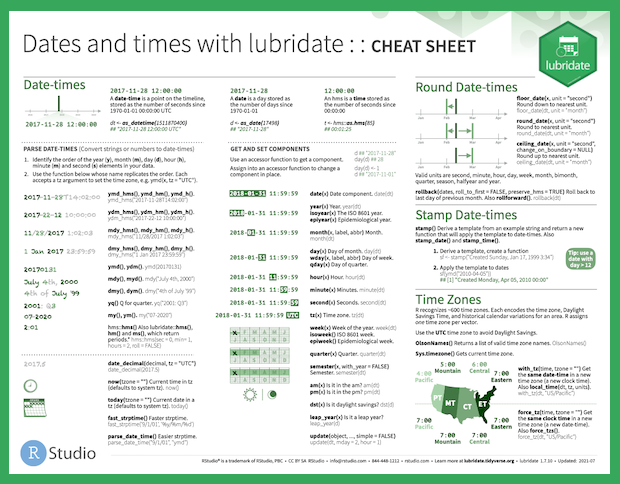 Dates and times with lubridate : : CHEAT SHEET
lubridate
Date-times
2017-11-28 12:00:00
A date-time is a point on the timeline,
stored as the number of seconds since
1970-01-01 00:00:00 UTC
dt <- as_datetime(1511870400)
## "2017-11-28 12:00:00 UTC"
2017-11-28 12:00:00
A date is a day stored as
the number of days since
1970-01-01
d <- as_date(17498)
## "2017-11-28"
12:00:00
An hms is a time stored as
the number of seconds since
00:00:00
t <- hms::as.hms(85)
## 00:01:25
PARSE DATE-TIMES (Convert strings or numbers to date-times)
1. Identify the order of the year (y), month (m), day (d), hour (h),
minute (m) and second (s) elements in your data.
2. Use the function below whose name replicates the order. Each
accepts a tz argument to set the time zone, e.g. ymd(x, tz = "UTC").
2017-11-28T14:02:00
ymd_hms(), ymd_hm(), ymd_h().
ymd_hms("2017-11-28T14:02:00")
2017-22-12 10:00:00
ydm_hms(), ydm_hm(), ydm_h().
ydm_hms("2017-22-12 10:00:00")
11/28/2017 1:02:03
mdy_hms(), mdy_hm(), mdy_h().
mdy_hms("11/28/2017 1:02:03")
1 Jan 2017 23:59:59
dmy_hms(), dmy_hm(), dmy_h().
dmy_hms("1 Jan 2017 23:59:59")
20170131
ymd(), ydm(). ymd(20170131)
July 4th, 2000
mdy(), myd(). mdy("July 4th, 2000")
4th of July '99
dmy(), dym(). dmy("4th of July '99")
2001: Q3
yq() Q for quarter. yq("2001: Q3")
07-2020
my(), ym(). my("07-2020")
2:01
hms::hms() Also lubridate::hms(),
hm() and ms(), which return
periods.* hms::hms(sec = 0, min = 1,
hours = 2, roll = FALSE)
2017.5
date_decimal(decimal, tz = "UTC")
date_decimal(2017.5)
now(tzone = "") Current time in tz
(defaults to system tz). now()
today(tzone = "") Current date in a
tz (defaults to system tz). today()
fast_strptime() Faster strptime.
fast_strptime('9/1/01', '%y/%m/%d')
parse_date_time() Easier strptime.
parse_date_time("9/1/01", "ymd")
GET AND SET COMPONENTS
Use an accessor function to get a component.
Assign into an accessor function to change a
component in place.
d ## "2017-11-28"
day(d) ## 28
day(d) <- 1
d ## "2017-11-01"
2018-01-31 11:59:59
date(x) Date component. date(dt)
2018-01-31 11:59:59
year(x) Year. year(dt)
isoyear(x) The ISO 8601 year.
epiyear(x) Epidemiological year.
2018-01-31 11:59:59
month(x, label, abbr) Month.
month(dt)
2018-01-31 11:59:59
day(x) Day of month. day(dt)
wday(x, label, abbr) Day of week.
qday(x) Day of quarter.
2018-01-31 11:59:59
hour(x) Hour. hour(dt)
2018-01-31 11:59:59
minute(x) Minutes. minute(dt)
2018-01-31 11:59:59
second(x) Seconds. second(dt)
2018-01-31 11:59:59 UTC
tz(x) Time zone. tz(dt)
week(x) Week of the year. week(dt)
isoweek() ISO 8601 week.
epiweek() Epidemiological week.
quarter(x) Quarter. quarter(dt)
semester(x, with_year = FALSE)
Semester. semester(dt)
am(x) Is it in the am? am(dt)
pm(x) Is it in the pm? pm(dt)
dst(x) Is it daylight savings? dst(d)
leap_year(x) Is it a leap year?
leap_year(d)
update(object, ..., simple = FALSE)
update(dt, mday = 2, hour = 1)
Round Date-times
floor_date(x, unit = "second")
Round down to nearest unit.
floor_date(dt, unit = "month")
round_date(x, unit = "second")
Round to nearest unit.
round_date(dt, unit = "month")
ceiling_date(x, unit = "second",
change_on_boundary = NULL)
Round up to nearest unit.
ceiling_date(dt, unit = "month")
Valid units are second, minute, hour, day, week, month, bimonth,
quarter, season, halfyear and year.
rollback(dates, roll_to_first = FALSE, preserve_hms = TRUE) Roll back to
last day of previous month. Also rollforward(). rollback(dt)
Stamp Date-times
stamp() Derive a template from an example string and return a new
function that will apply the template to date-times. Also
stamp_date() and stamp_time().
1. Derive a template, create a function
sf <- stamp("Created Sunday, Jan 17, 1999 3:34")
2. Apply the template to dates
sf(ymd("2010-04-05"))
## [1] "Created Monday, Apr 05, 2010 00:00"
Tip: use a
date with
day > 12
Time Zones
R recognizes ~600 time zones. Each encodes the time zone, Daylight
Savings Time, and historical calendar variations for an area. R assigns
one time zone per vector.
Use the UTC time zone to avoid Daylight Savings.
OlsonNames() Returns a list of valid time zone names. OlsonNames()
Sys.timezone() Gets current time zone.
4:00
Pacific
5:00
Mountain
6:00
Central
7:00
Eastern
PT
MT
CT
ET
7:00
Pacific
7:00
Mountain
7:00
Central
7:00
Eastern
with_tz(time, tzone = "") Get
the same date-time in a new
time zone (a new clock time).
Also local_time(dt, tz, units).
with_tz(dt, "US/Pacific")
force_tz(time, tzone = "") Get
the same clock time in a new
time zone (a new date-time).
Also force_tzs().
force_tz(dt, "US/Pacific")
R Studio
RStudio® is a trademark of RStudio, PBC • CC BY SA RStudio • info@rstudio.com • 844-448-1212 • rstudio.com • Learn more at lubridate.tidyverse.org • lubridate 1.7.10 • Updated: 2021-07